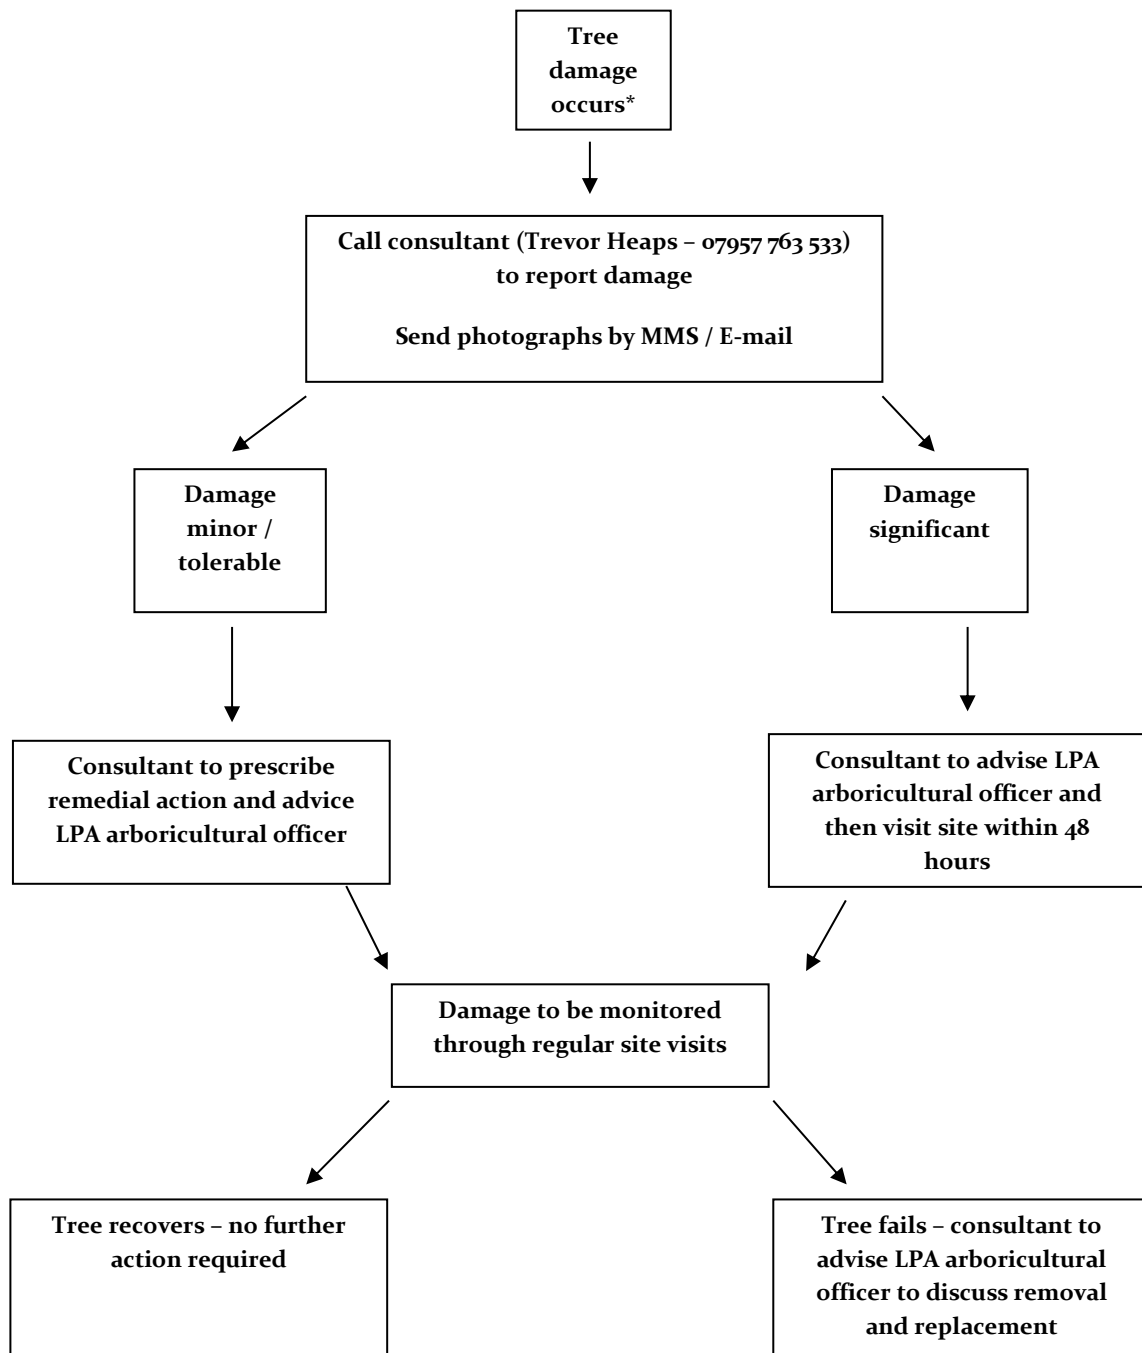 Tree
damage
occurs*
Call consultant (Trevor Heaps – 07957 763 533)
to report damage
Send photographs by MMS / E-mail
Damage
minor /
tolerable
Damage
significant
Consultant to prescribe
remedial action and advice
LPA arboricultural officer
Consultant to advise LPA
arboricultural officer and
then visit site within 48
hours
Damage to be monitored
through regular site visits
Tree recovers – no further
action required
Tree fails – consultant to
advise LPA arboricultural
officer to discuss removal
and replacement